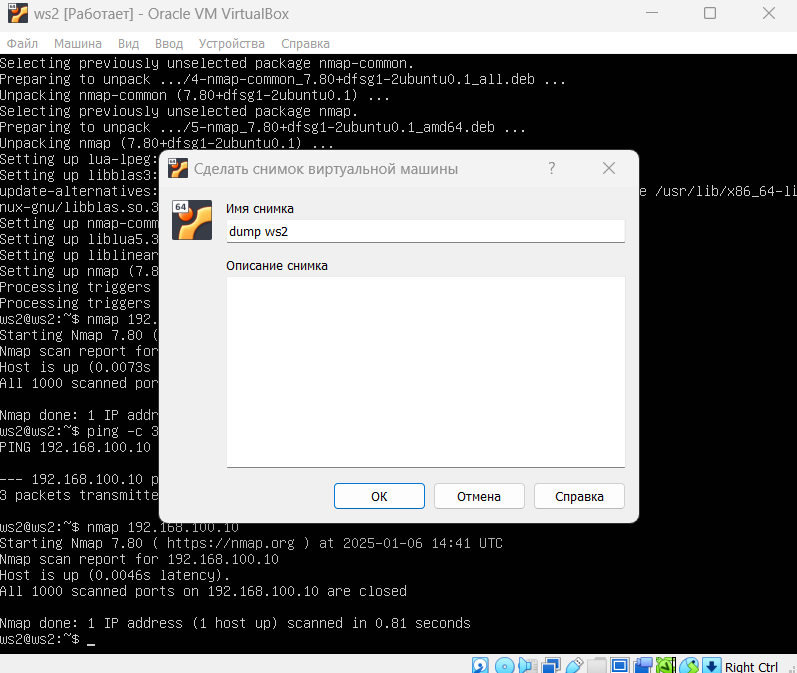 ws2 [Работает] - Oracle VM VirtualBox
Файл Машина Вид Ввод Устройства Справка
Selecting previously unselected package nmap-common.
Preparing to unpack .../4-nmap-common_7.80+dfsg1-2ubuntu0.1_all.deb ...
Unpacking nmap-common (7.80+dfsg1-2ubuntu0.1) ...
Selecting previously unselected package nmap.
Preparing to unpack .../5-nmap_7.80+dfsg1-2ubuntu0.1_amd64.deb ...
Unpacking nmap (7.80+dfsg1-2ubuntu0.1) ...
Setting up lua-lpeg:
Setting up libblas3:
update-alternatives: e /usr/lib/x86_64-li
nux-gnu/libblas.so.3
Setting up nmap-comm
Setting up liblua5.3
Setting up liblinear
Setting up nmap (7.8
Processing triggers
Processing triggers
ws2@ws2:~$ nmap 192.
Starting Nmap 7.80 (
Nmap scan report for
Host is up (0.0073s
All 1000 scanned por
Nmap done: 1 IP addr
ws2@ws2:~$ ping -c 3
PING 192.168.100.10
--- 192.168.100.10 p
3 packets transmitte
ws2@ws2:~$ nmap 192.168.100.10
Starting Nmap 7.80 ( https://nmap.org ) at 2025-01-06 14:41 UTC
Nmap scan report for 192.168.100.10
Host is up (0.0046s latency).
All 1000 scanned ports on 192.168.100.10 are closed
Nmap done: 1 IP address (1 host up) scanned in 0.81 seconds
ws2@ws2:~$ _
Сделать снимок виртуальной машины ?
64
Имя снимка
dump ws2
Описание снимка
ОК Отмена Справка
Right Ctrl